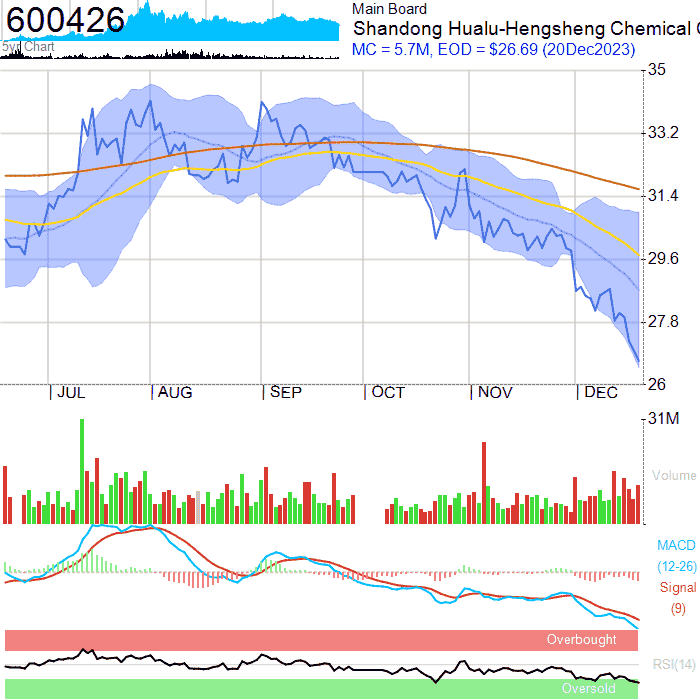 600426
5yr Chart
Main Board
Shandong Hualu-Hengsheng Chemical C
MC = 5.7M, EOD = $26.69 (20Dec2023)
35
33.2
31.4
29.6
27.8
26
JUL AUG SEP OCT NOV DEC
31M
Volume
MACD
(12-26)
Signal
(9)
Overbought
RSI(14)
Oversold